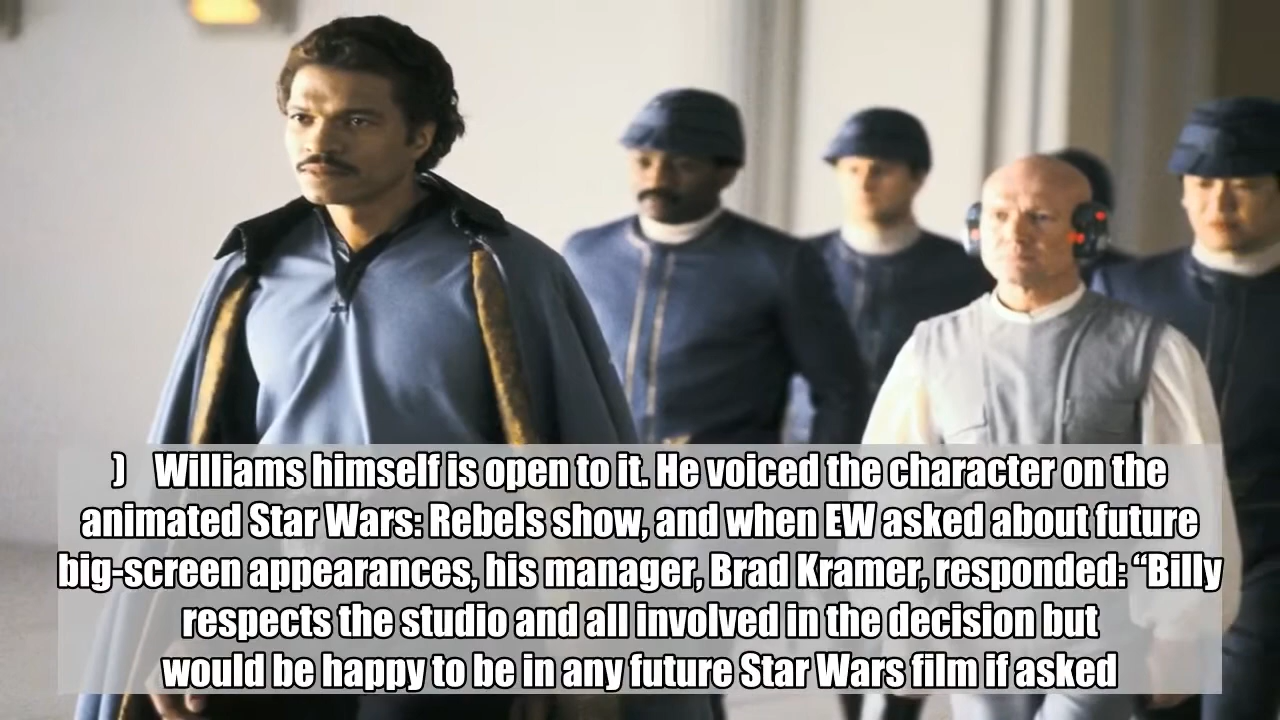 ) Williams himself is open to it. He voiced the character on the
animated Star Wars: Rebels show, and when EW asked about future
big-screen appearances, his manager, Brad Kramer, responded: “Billy
respects the studio and all involved in the decision but
would be happy to be in any future Star Wars film if asked